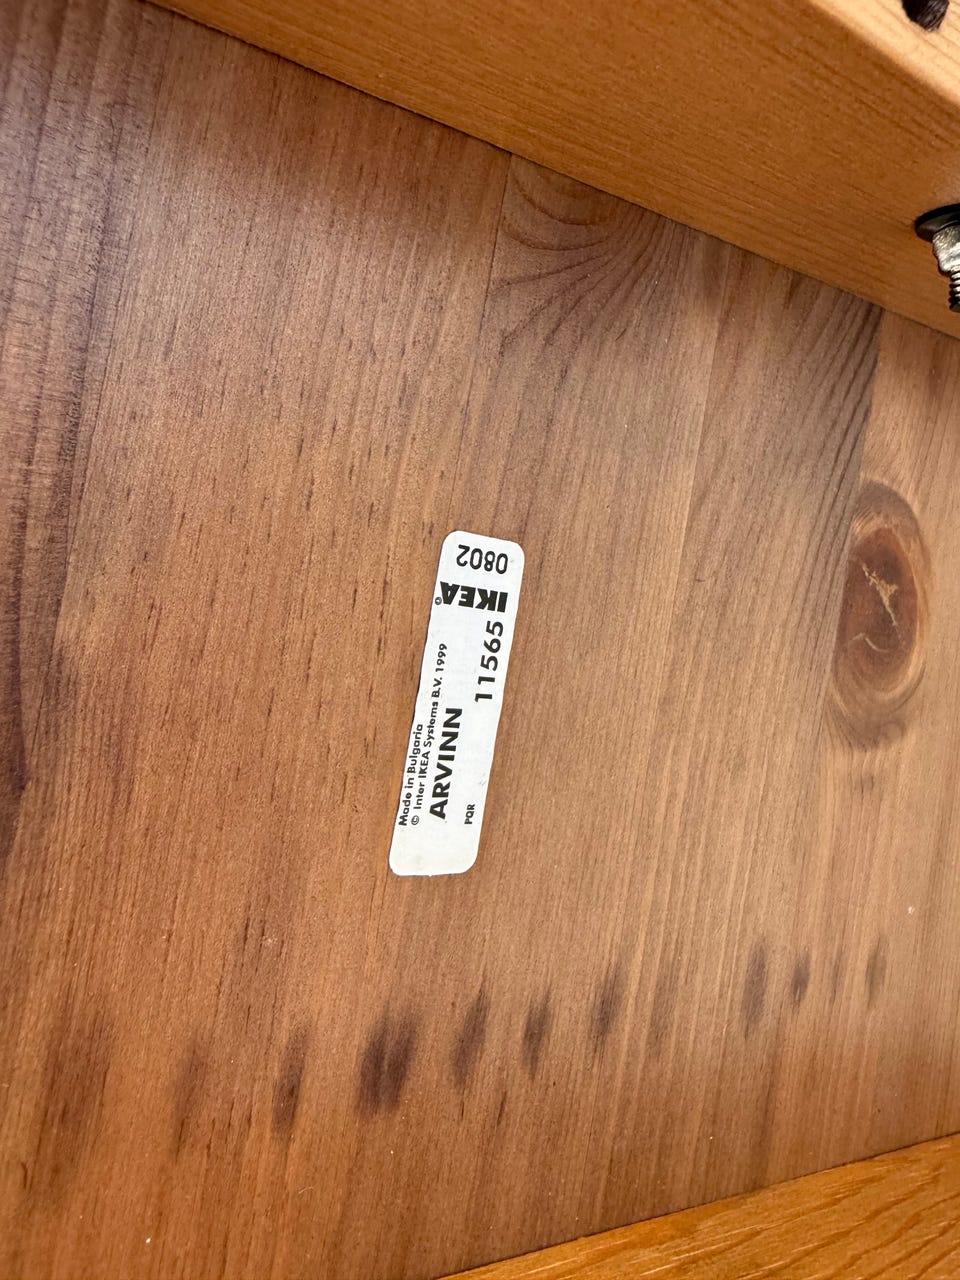 Made in Bulgaria
© Inter IKEA Systems B.V. 1999
ARVINN
11565
PQR
IKEA®
0802